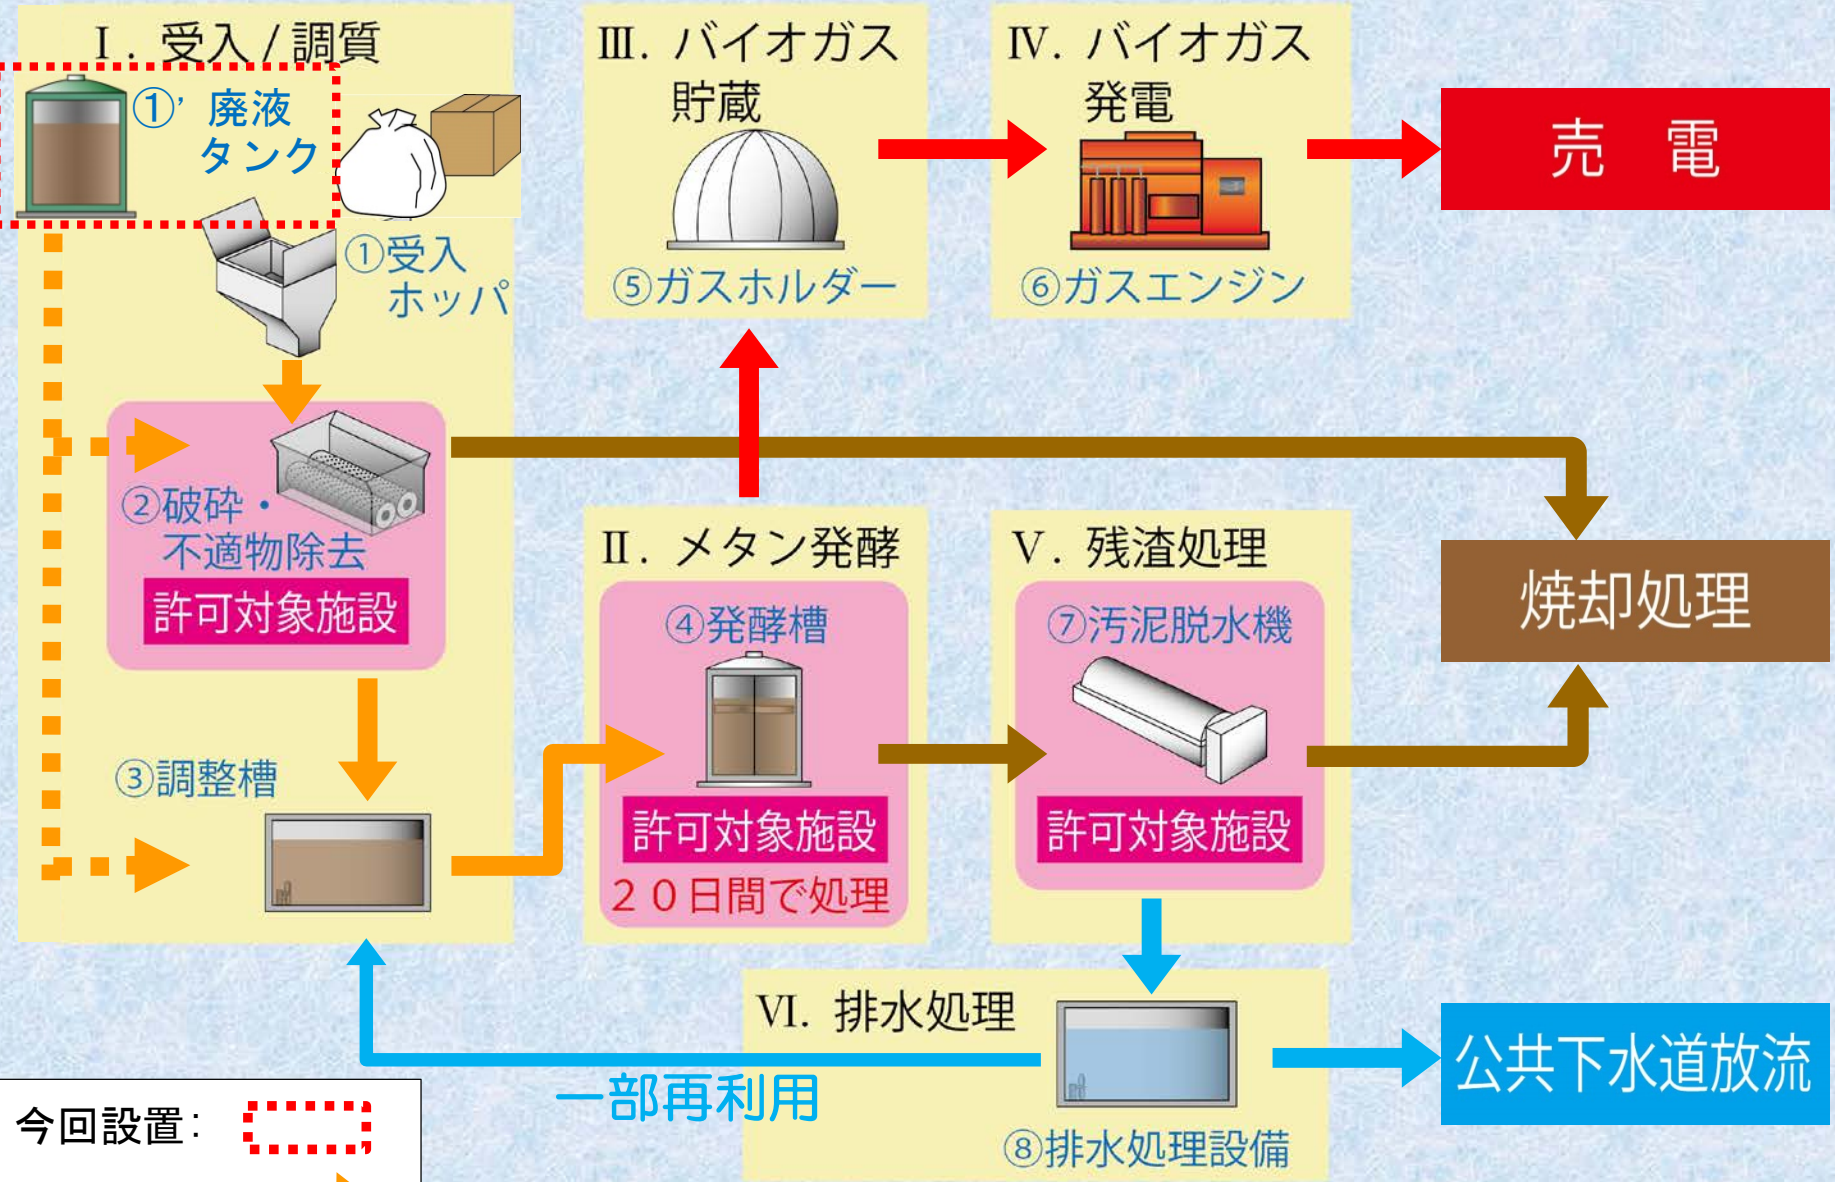 Ⅰ. 受入/調質
①’廃液
タンク
①受入
ホッパ
②破砕・
不適物除去
許可対象施設
③調整槽
Ⅲ. バイオガス
貯蔵
⑤ガスホルダー
Ⅳ. バイオガス
発電
⑥ガスエンジン
売 電
Ⅱ. メタン発酵
④発酵槽
許可対象施設
20日間で処理
Ⅴ. 残渣処理
⑦汚泥脱水機
許可対象施設
焼却処理
Ⅵ. 排水処理
⑧排水処理設備
一部再利用
公共下水道放流
今回設置: